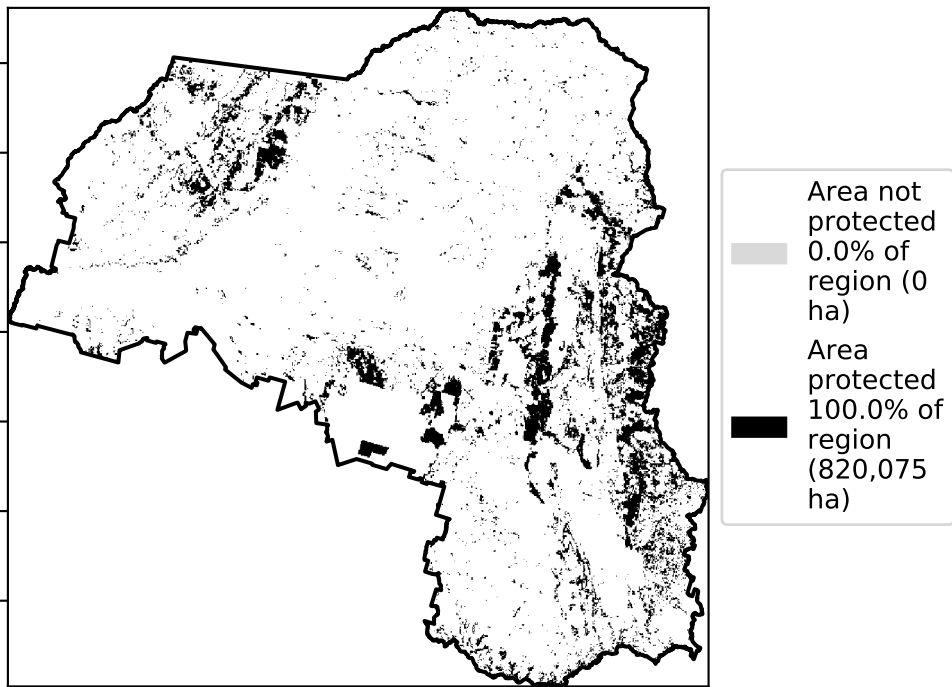 Area not
protected
0.0% of
region (0
ha)
Area
protected
100.0% of
region
(820,075
ha)